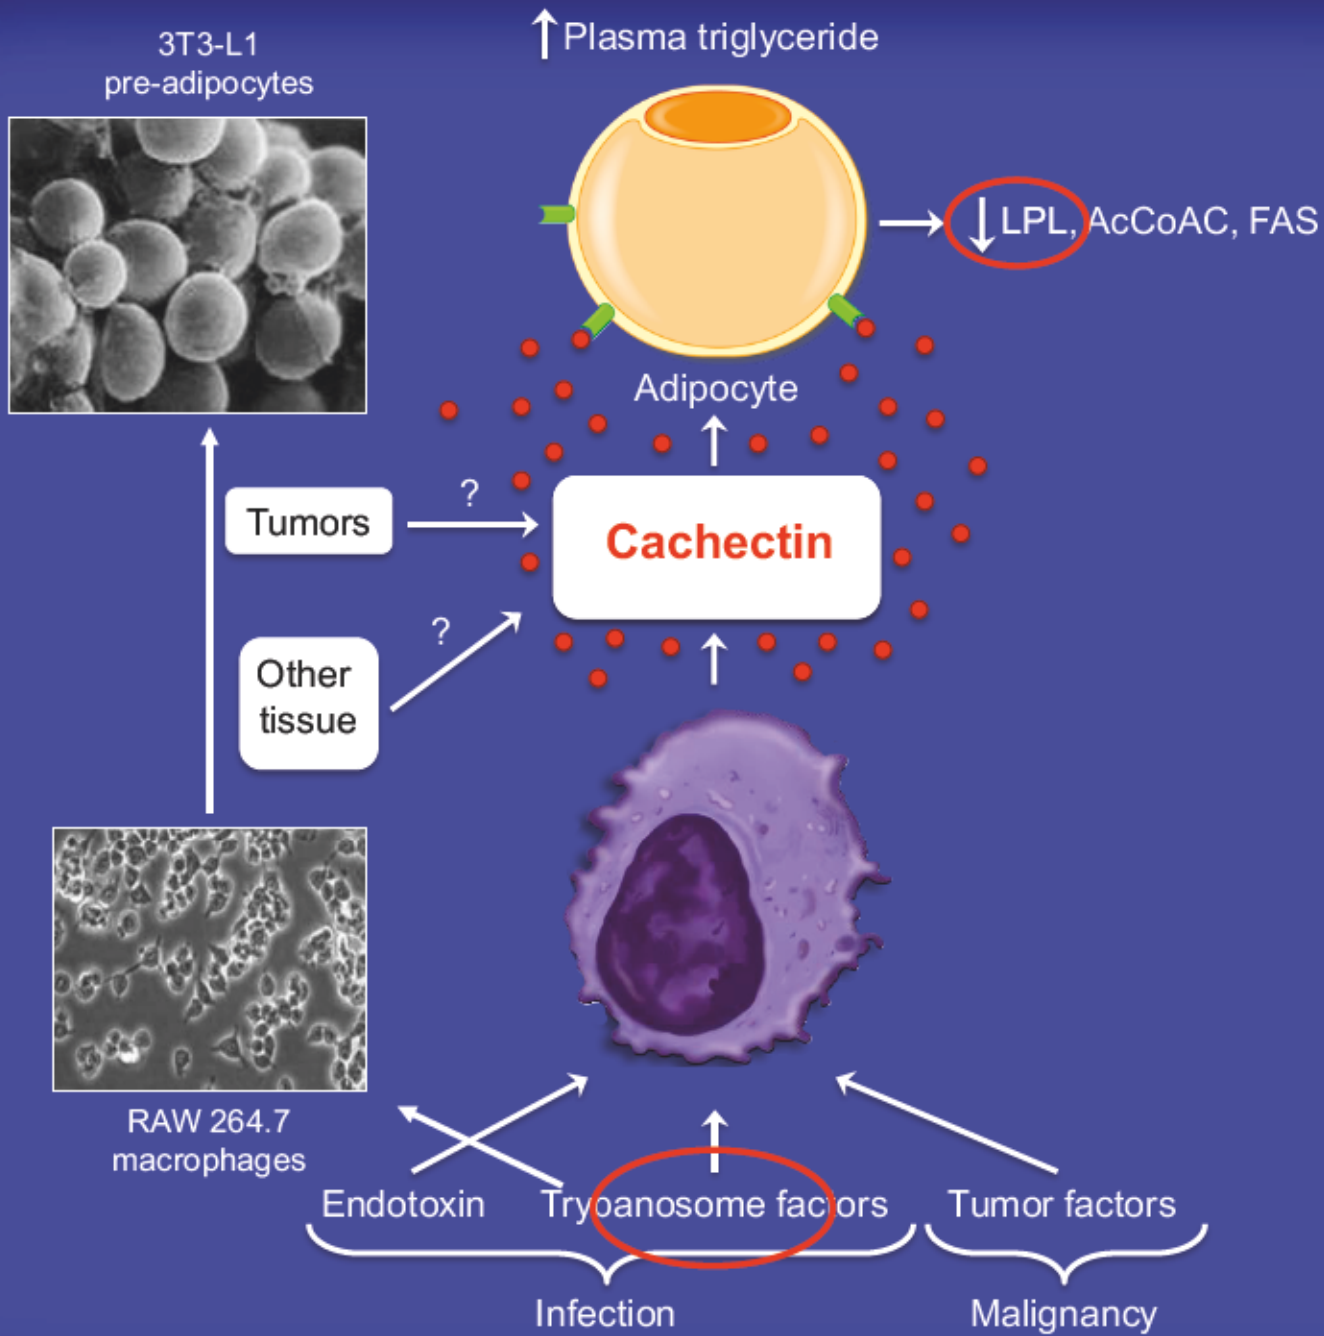 3T3-L1
pre-adipocytes
↑ Plasma triglyceride
↓ LPL, AcCoAC, FAS
Adipocyte
Tumors
?
Cachectin
?
Other
tissue
RAW 264.7
macrophages
Endotoxin
Trypanosome factors
Tumor factors
Infection
Malignancy